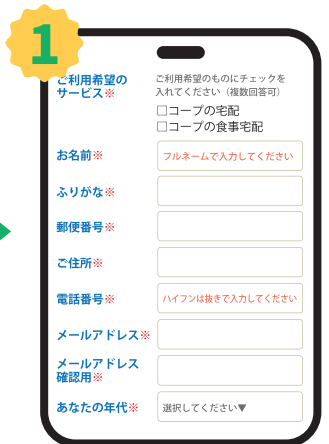 1
ご利用希望の
サービス※
ご利用希望のものにチェックを
入れてください（複数回答可）
□コープの宅配
□コープの食事宅配
お名前※
フルネームで入力してください
ふりがな※
郵便番号※
ご住所※
電話番号※
ハイフンは抜きで入力してください
メールアドレス※
メールアドレス
確認用※
あなたの年代※
選択してください▼